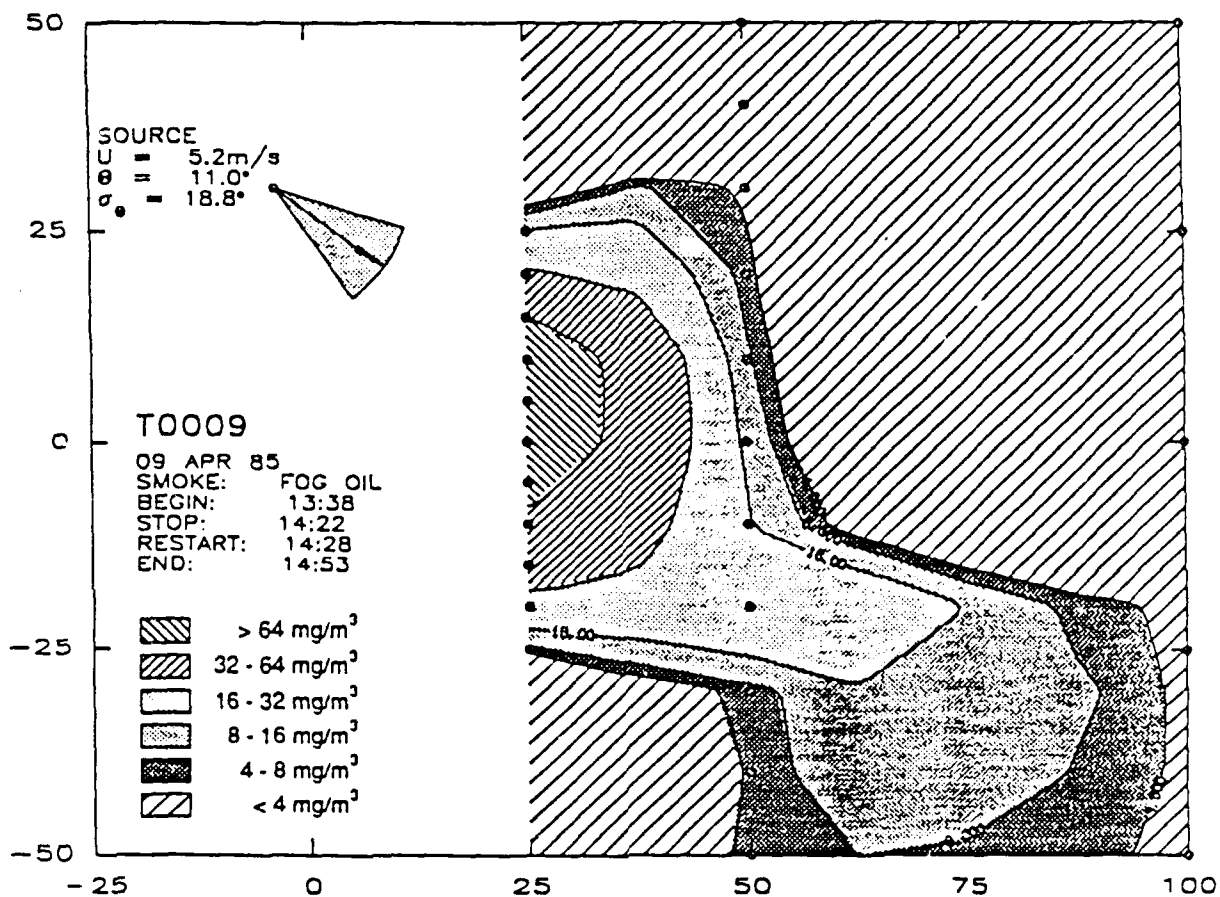 50
SOURCE
U = 5.2m/s
θ = 11.0°
σθ = 18.8°
25
T0009
0
09 APR 85
SMOKE: FOG OIL
BEGIN: 13:38
STOP: 14:22
RESTART: 14:28
END: 14:53
16.00
16.00
> 64 mg/m³
-25
32 - 64 mg/m³
16 - 32 mg/m³
8 - 16 mg/m³
4 - 8 mg/m³
< 4 mg/m³
-50
-25 0 25 50 75 100